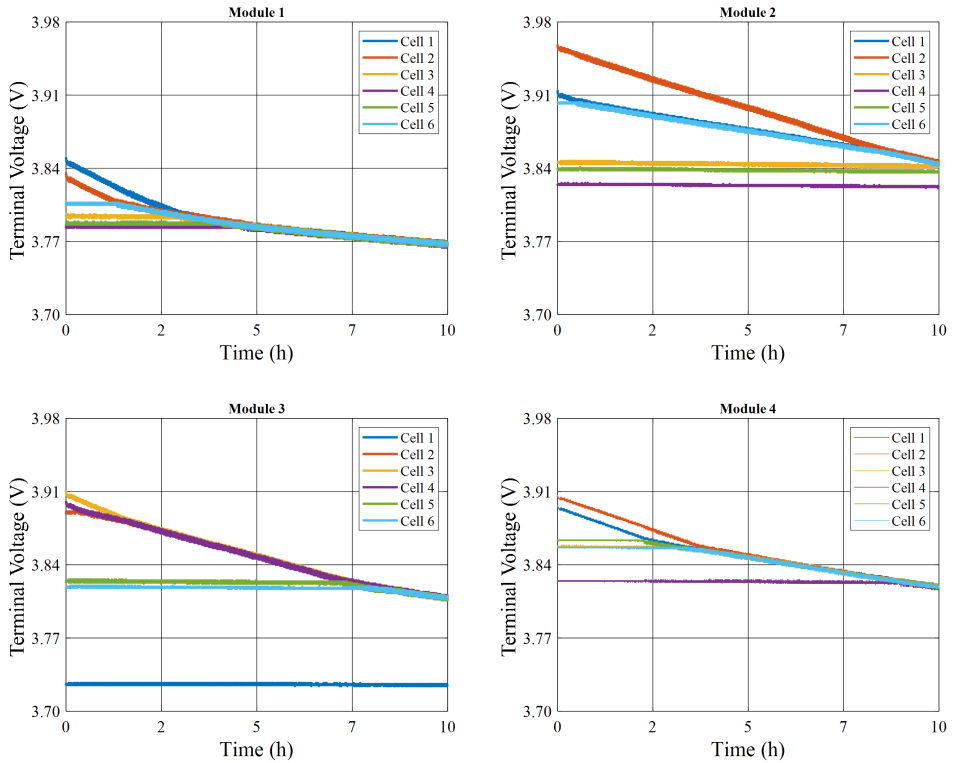 Module 1
Terminal Voltage (V)
3.98
3.91
3.84
3.77
3.70
Cell 1
Cell 2
Cell 3
Cell 4
Cell 5
Cell 6
0 2 5 7 10
Time (h)
Module 2
Terminal Voltage (V)
3.98
3.91
3.84
3.77
3.70
Cell 1
Cell 2
Cell 3
Cell 4
Cell 5
Cell 6
0 2 5 7 10
Time (h)
Module 3
Terminal Voltage (V)
3.98
3.91
3.84
3.77
3.70
Cell 1
Cell 2
Cell 3
Cell 4
Cell 5
Cell 6
0 2 5 7 10
Time (h)
Module 4
Terminal Voltage (V)
3.98
3.91
3.84
3.77
3.70
Cell 1
Cell 2
Cell 3
Cell 4
Cell 5
Cell 6
0 2 5 7 10
Time (h)